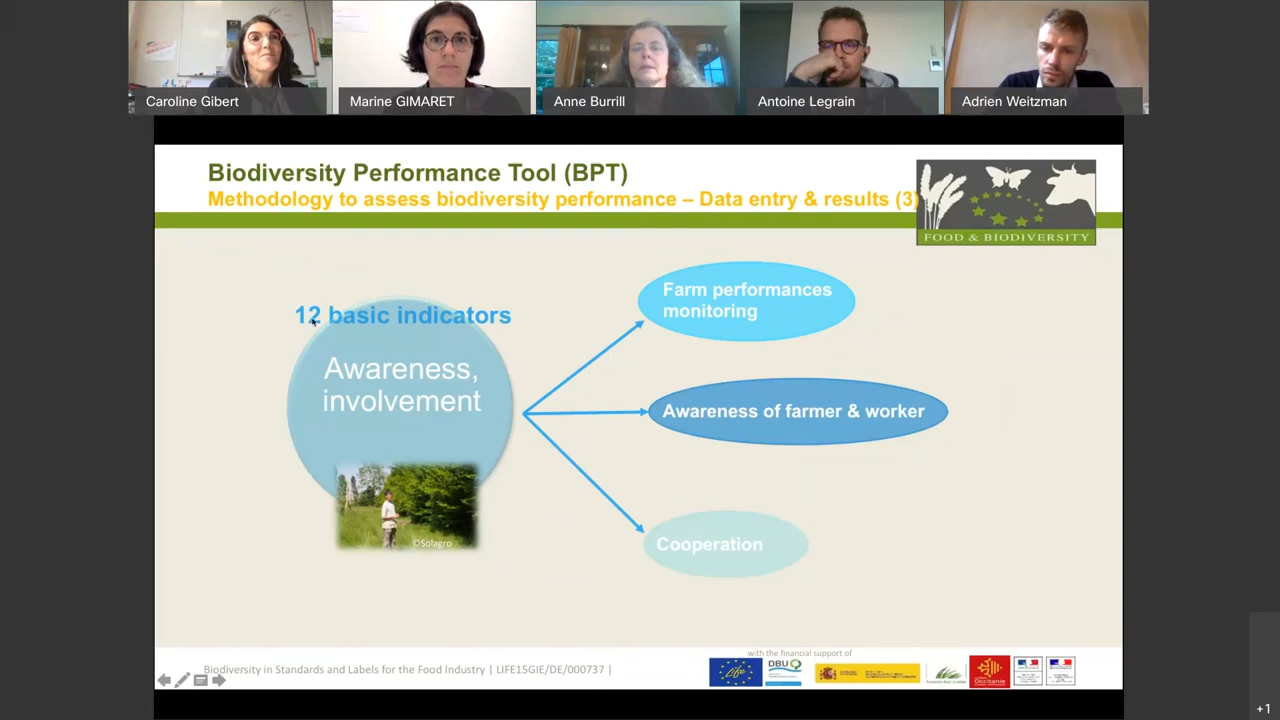 Caroline Gibert
Marine GIMARET
Anne Burrill
Antoine Legrain
Adrien Weitzman
Biodiversity Performance Tool (BPT)
Methodology to assess biodiversity performance – Data entry & results (3)
FOOD & BIODIVERSITY
12 basic indicators
Awareness,
involvement
©Solagro
Farm performances
monitoring
Awareness of farmer & worker
Cooperation
with the financial support of
Biodiversity in Standards and Labels for the Food Industry | LIFE15GIE/DE/000737 |
Life
DBU
Occitanie
+1